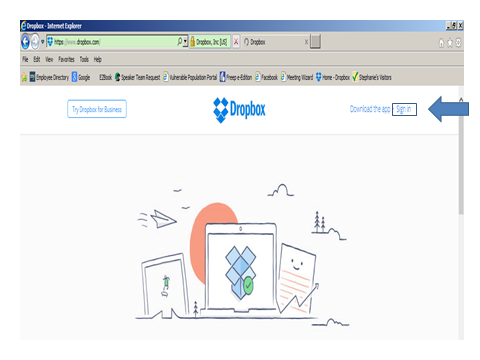 Dropbox - Internet Explorer
https://www.dropbox.com/
Dropbox, Inc [US]
Dropbox
File Edit View Favorites Tools Help
Employee Directory Google EZBook Speaker Team Request Vulnerable Population Portal Freep e-Edition Facebook Meeting Wizard Home - Dropbox Stephanie's Visitors
Try Dropbox for Business
Dropbox
Download the app
Sign in